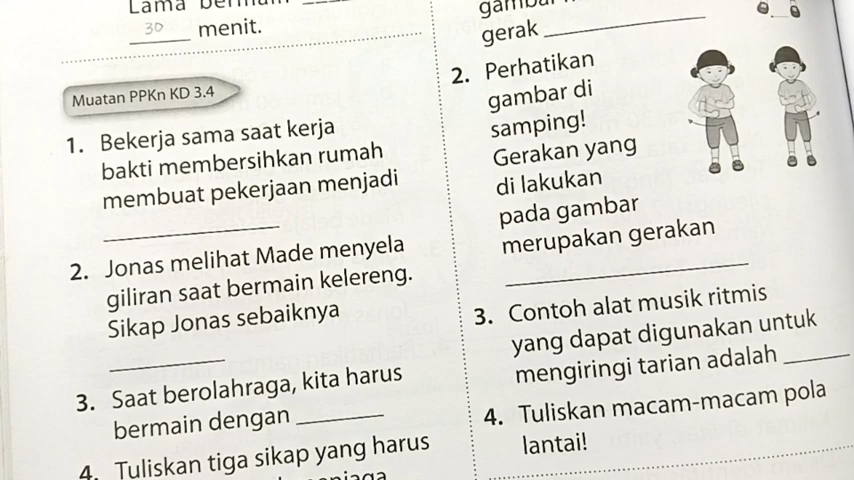 Lama
30 menit.
Muatan PPKn KD 3.4
1. Bekerja sama saat kerja
bakti membersihkan rumah
membuat pekerjaan menjadi
2. Jonas melihat Made menyela
giliran saat bermain kelereng.
Sikap Jonas sebaiknya
3. Saat berolahraga, kita harus
bermain dengan
4. Tuliskan tiga sikap yang harus
gerak
2. Perhatikan
gambar di
samping!
Gerakan yang
di lakukan
pada gambar
merupakan gerakan
3. Contoh alat musik ritmis
yang dapat digunakan untuk
mengiringi tarian adalah
4. Tuliskan macam-macam pola
lantai!